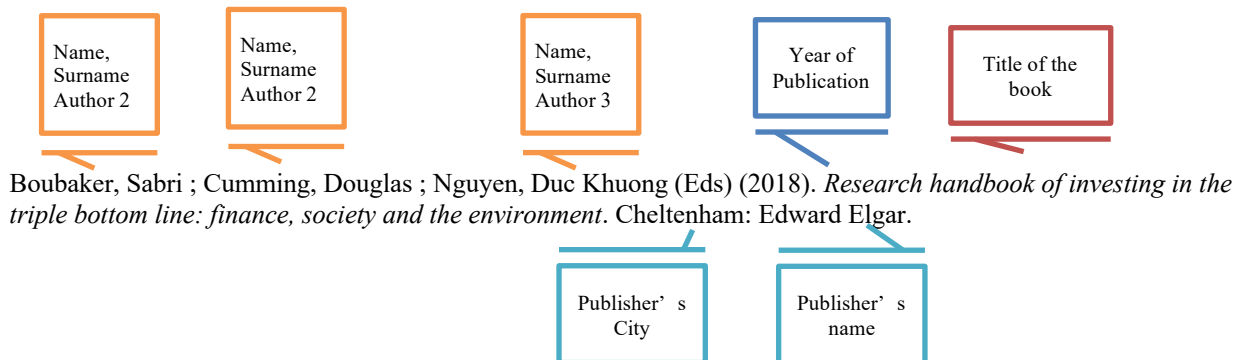 Name,
Surname
Author 2
Name,
Surname
Author 2
Name,
Surname
Author 3
Year of
Publication
Title of the
book
Boubaker, Sabri ; Cumming, Douglas ; Nguyen, Duc Khuong (Eds) (2018). Research handbook of investing in the
triple bottom line: finance, society and the environment. Cheltenham: Edward Elgar.
Publisher’ s
City
Publisher’ s
name